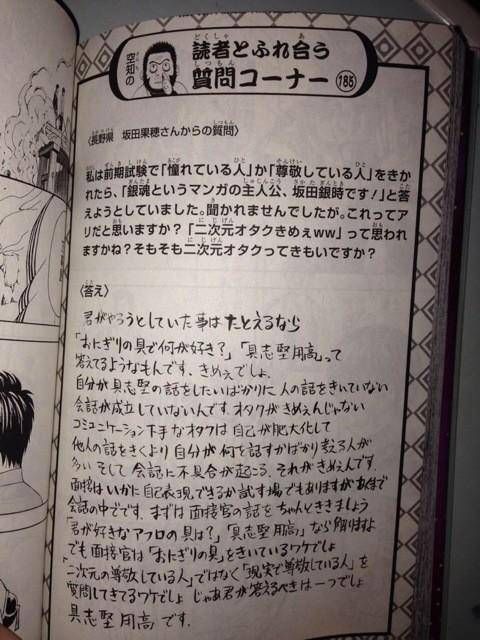 空知の
読者とふれ合う
質問コーナー
185
〈長野県　坂田果穂さんからの質問〉
私は前期試験で「憧れている人」か「尊敬している人」をきか
れたら、「銀魂というマンガの主人公、坂田銀時です！」と答
えようとしていました。聞かれませんでしたが。これってア
リだと思いますか？「二次元オタクきめぇww」って思われ
ますかね？そもそも二次元オタクってきもいですか？
〈答え〉
君がやろうとしていた事はたとえるなら
「おにぎりの具で何が好き？」「具志堅用高」って
答えてるようなもんです。きめぇでしょ。
自分が具志堅の話をしたいばかりに人の話をきいていない
会話が成立していないんです。オタクがきめぇんじゃない
コミュニケーション下手なオタクは自己が肥大化して
他人の話をきくより自分が何を話すかばかり考える人が
多い そして会話に不具合が起こる。それがきめぇんです。
面接はいかに自己表現できるか試す場でもありますがあくまで
会話の中でです。まずは面接官の話をちゃんとききましょう
「君が好きなアフロの具は？」「具志堅用高」なら解りますよ
でも面接官は「おにぎりの具」をきいているワケでしょ
「二次元の尊敬している人」ではなく「現実で尊敬している人」を
質問してきてるワケでしょ じゃあ君が答えるべきは一つでしょ
具志堅用高です。